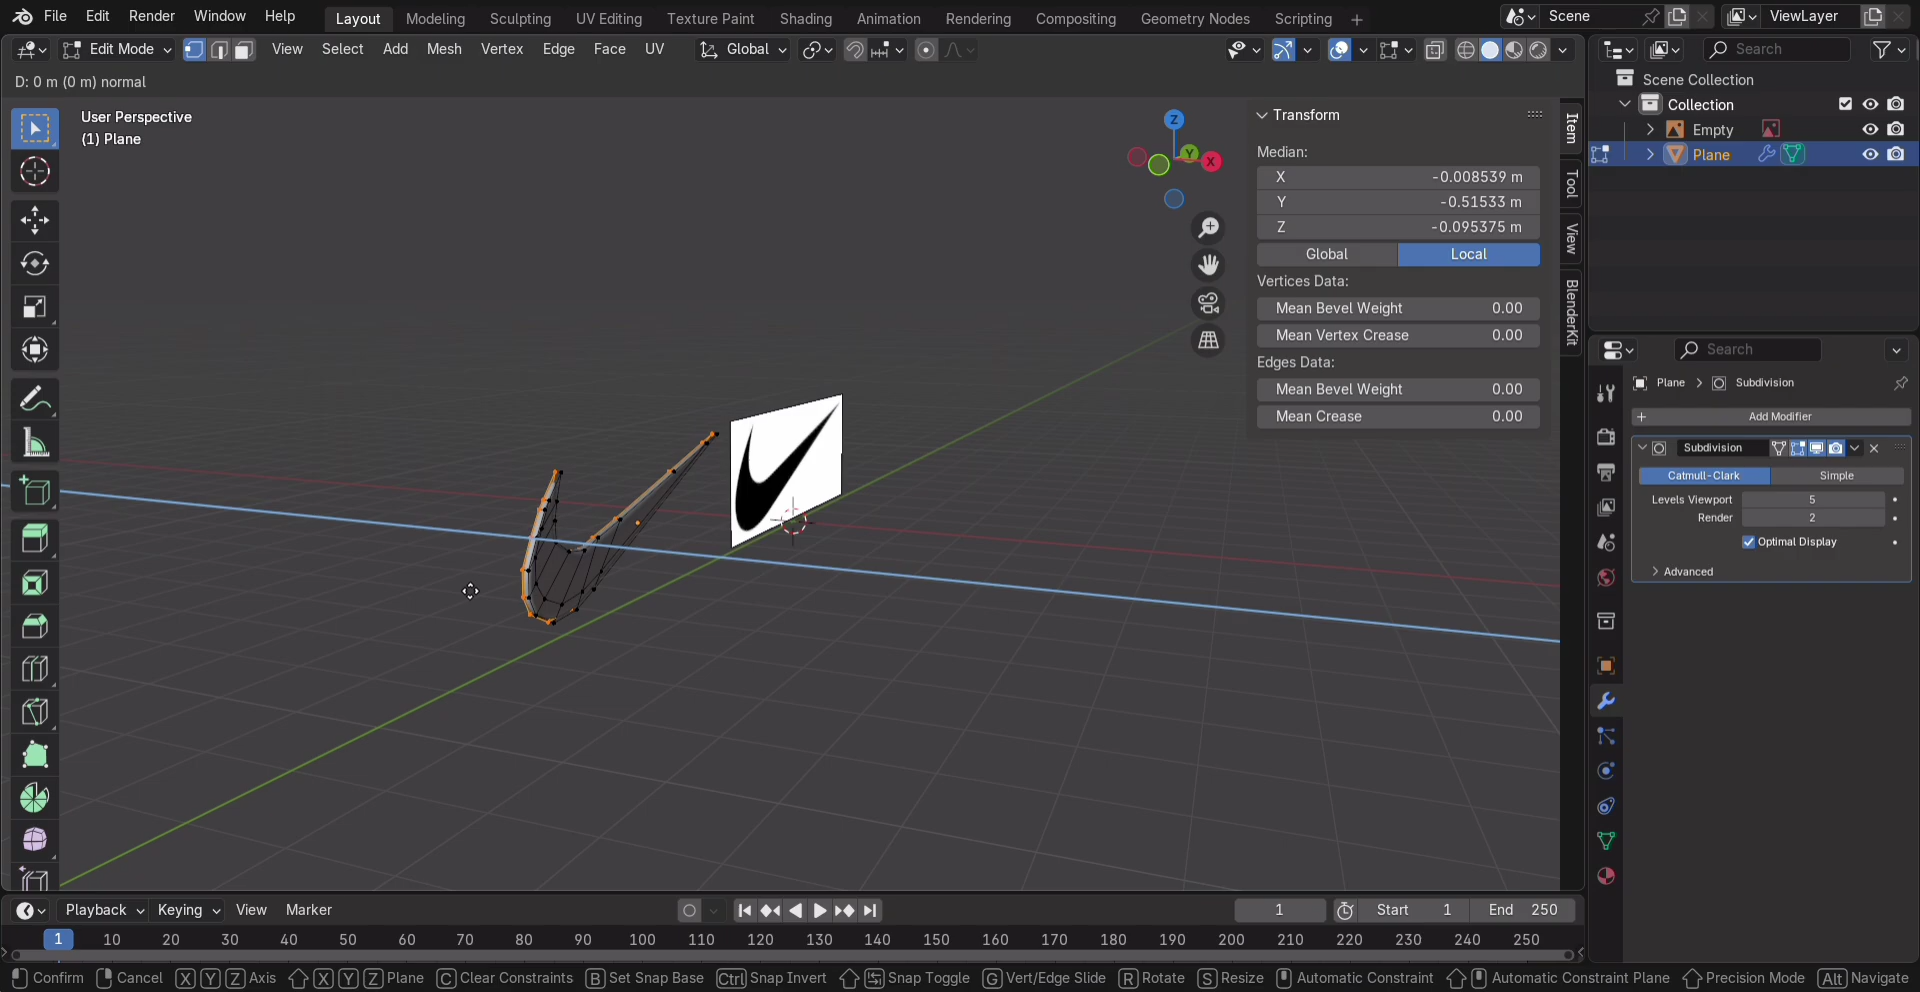 File Edit Render Window Help Layout Modeling Sculpting UV Editing Texture Paint Shading Animation Rendering Compositing Geometry Nodes Scripting + Scene ViewLayer
Edit Mode View Select Add Mesh Vertex Edge Face UV Global Search
D: 0 m (0 m) normal
User Perspective
(1) Plane
Z
Y
X
Transform
Median:
X -0.008539 m
Y -0.51533 m
Z -0.095375 m
Global Local
Vertices Data:
Mean Bevel Weight 0.00
Mean Vertex Crease 0.00
Edges Data:
Mean Bevel Weight 0.00
Mean Crease 0.00
Item
Tool
View
BlenderKit
Scene Collection
Collection
Empty
Plane
Search
Plane > Subdivision
+ Add Modifier
Subdivision
Catmull-Clark Simple
Levels Viewport 5
Render 2
Optimal Display
Advanced
Playback Keying View Marker 1 Start 1 End 250
1 10 20 30 40 50 60 70 80 90 100 110 120 130 140 150 160 170 180 190 200 210 220 230 240 250
Confirm Cancel X Y Z Axis X Y Z Plane C Clear Constraints B Set Snap Base Ctrl Snap Invert Snap Toggle G Vert/Edge Slide R Rotate S Resize Automatic Constraint Automatic Constraint Plane Precision Mode Alt Navigate